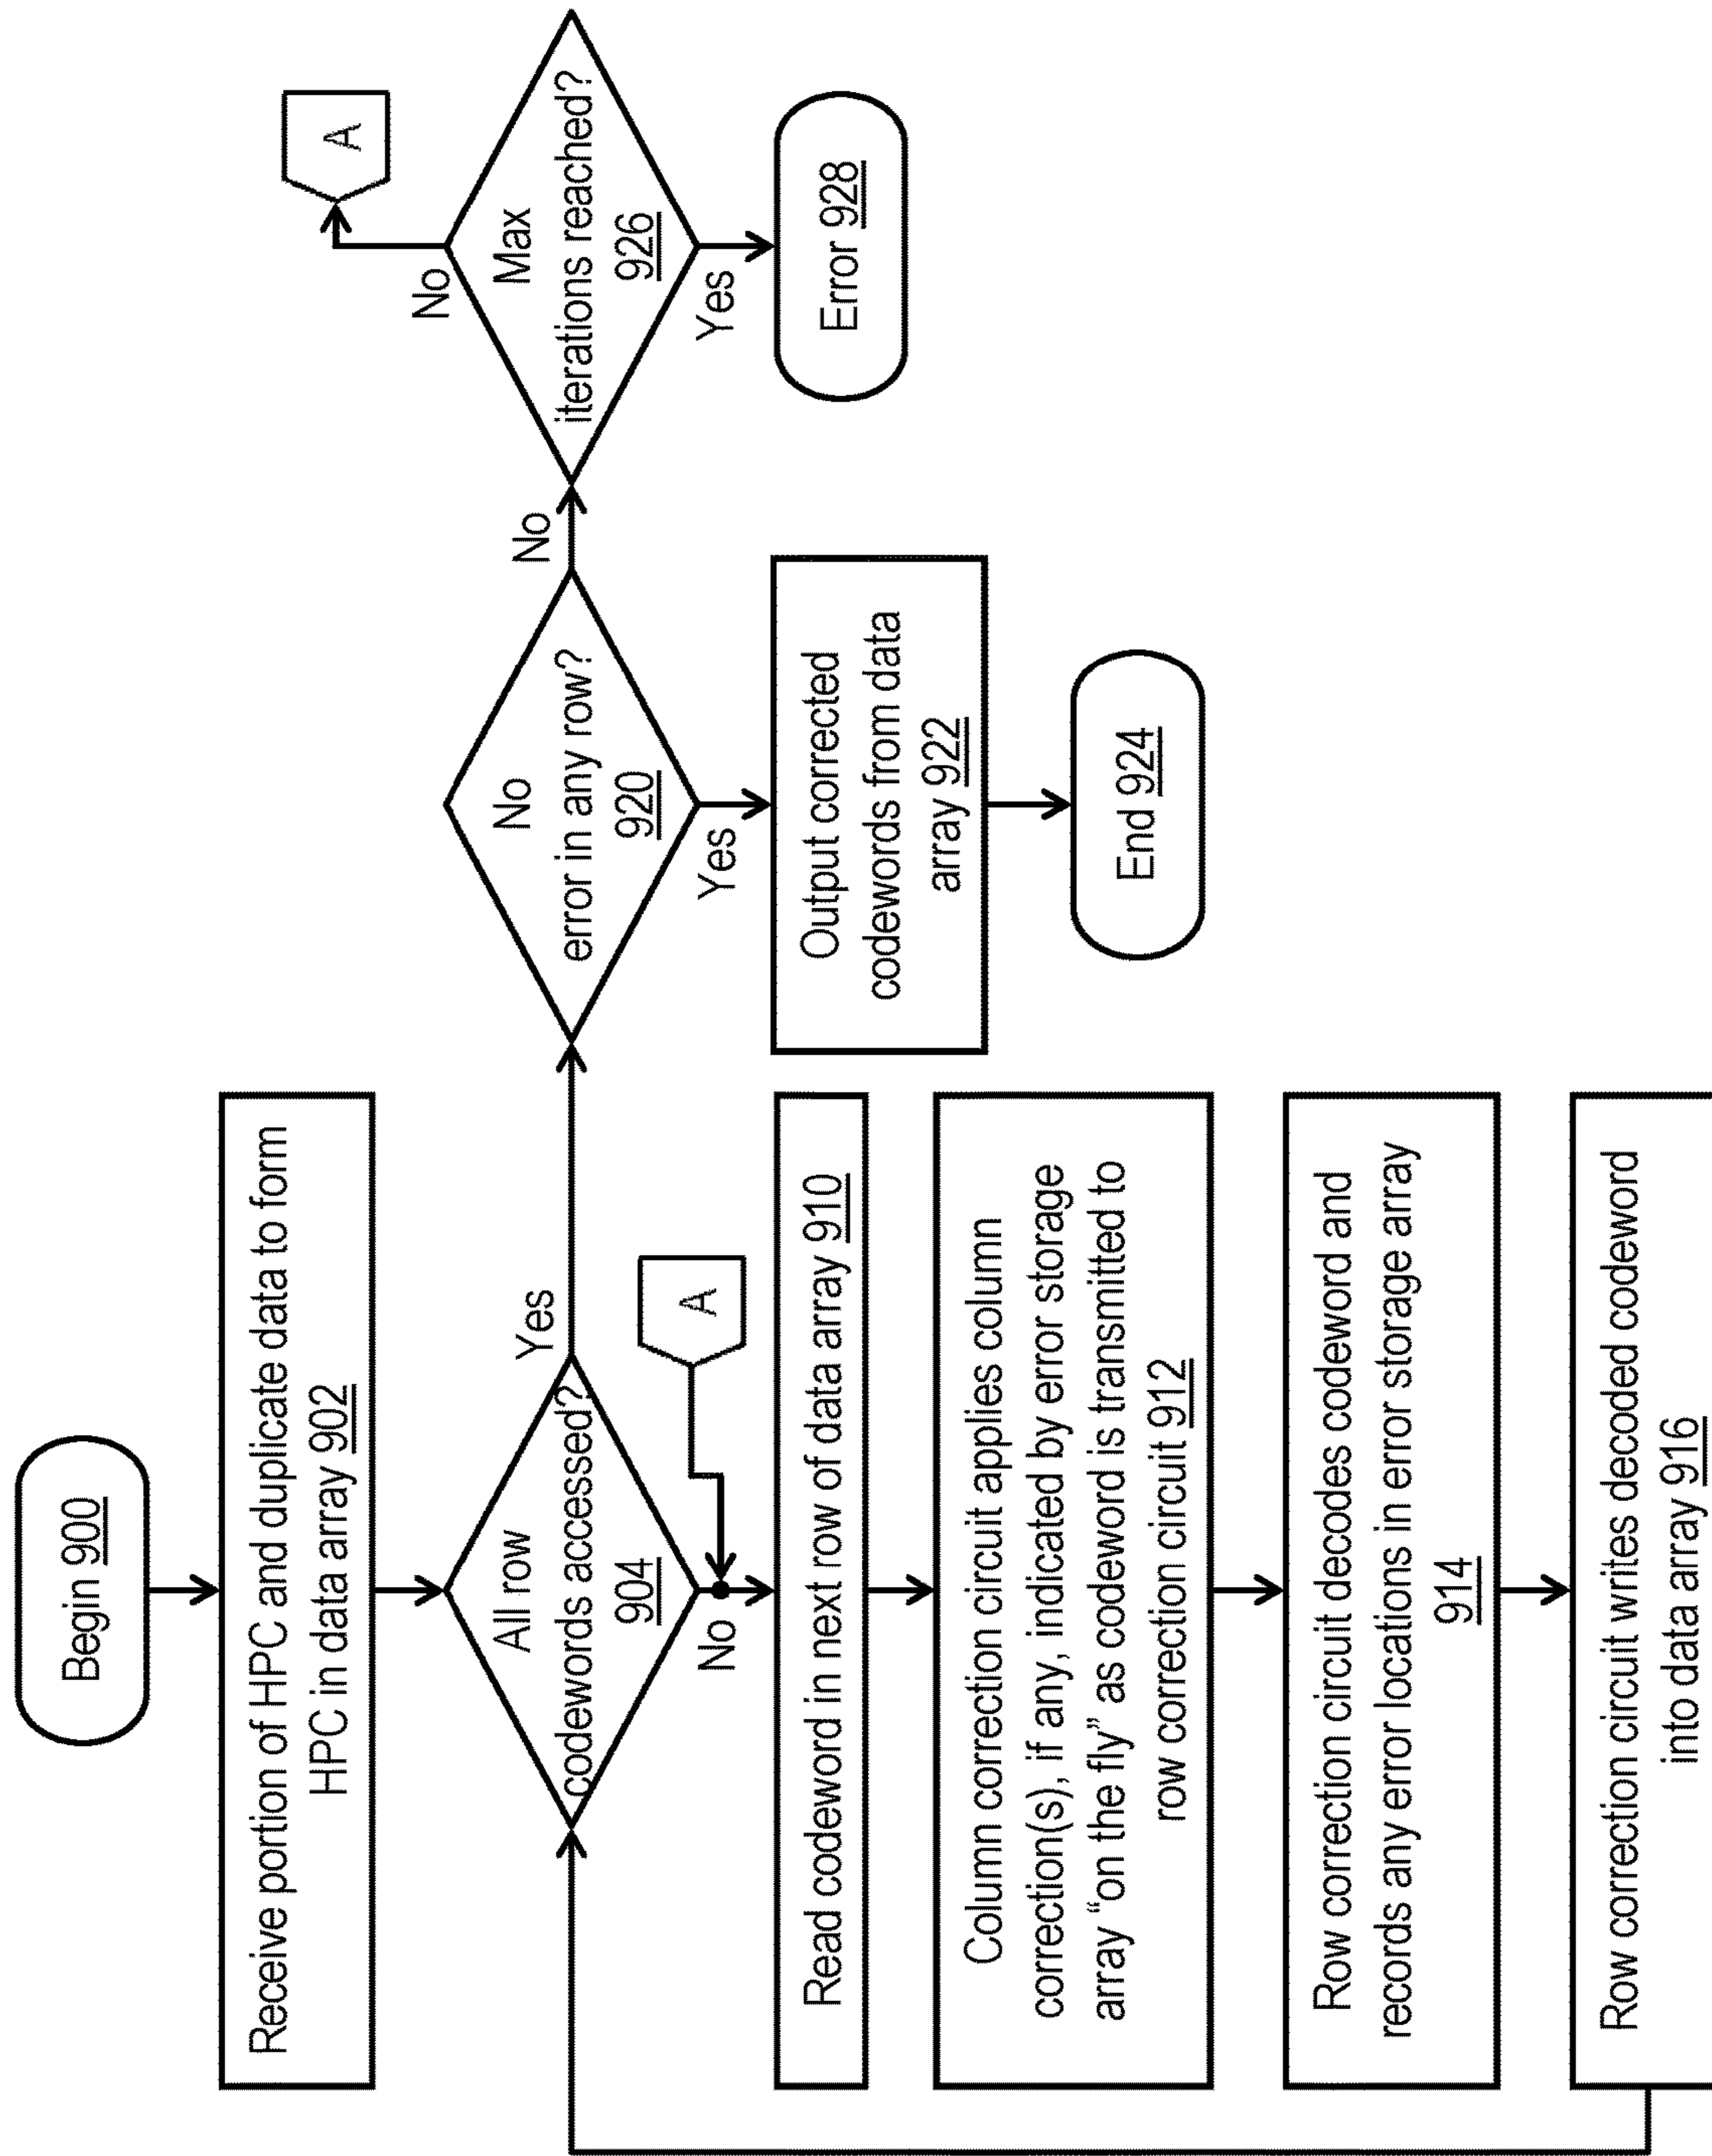 Begin 900
Receive portion of HPC and duplicate data to form
HPC in data array 902
All row
codewords accessed?
904
Yes
No
A
Read codeword in next row of data array 910
Column correction circuit applies column
correction(s), if any, indicated by error storage
array “on the fly” as codeword is transmitted to
row correction circuit 912
Row correction circuit decodes codeword and
records any error locations in error storage array
914
Row correction circuit writes decoded codeword
into data array 916
No
error in any row?
920
No
Yes
Output corrected
codewords from data
array 922
End 924
Max
iterations reached?
926
No
A
Yes
Error 928